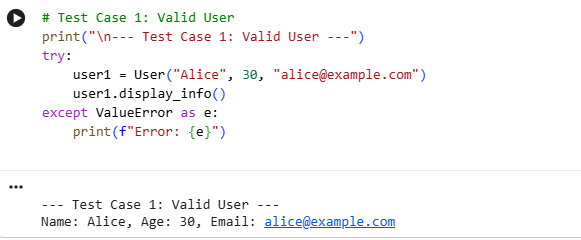 # Test Case 1: Valid User
print("\n--- Test Case 1: Valid User ---")
try:
    user1 = User("Alice", 30, "alice@example.com")
    user1.display_info()
except ValueError as e:
    print(f"Error: {e}")
--- Test Case 1: Valid User ---
Name: Alice, Age: 30, Email: alice@example.com